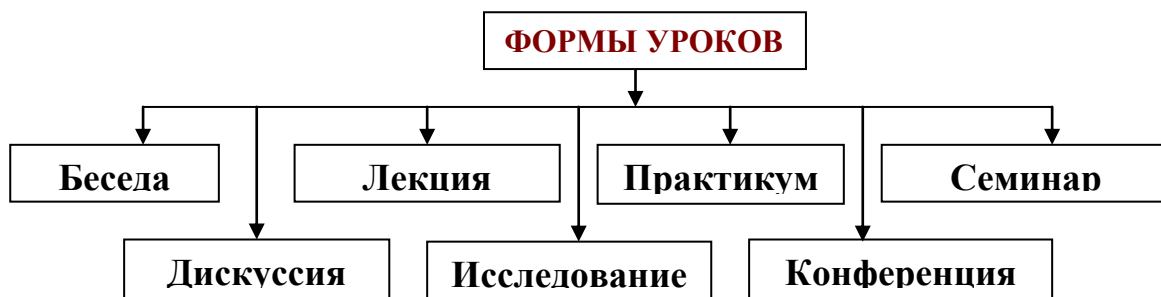 ФОРМЫ УРОКОВ
Беседа
Лекция
Практикум
Семинар
Дискуссия
Исследование
Конференция